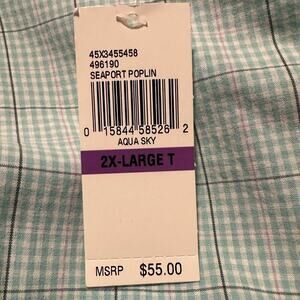 45X3455458
496190
SEAPORT POPLIN
0 15844 58526 2
AQUA SKY
2X-LARGE T
MSRP $55.00